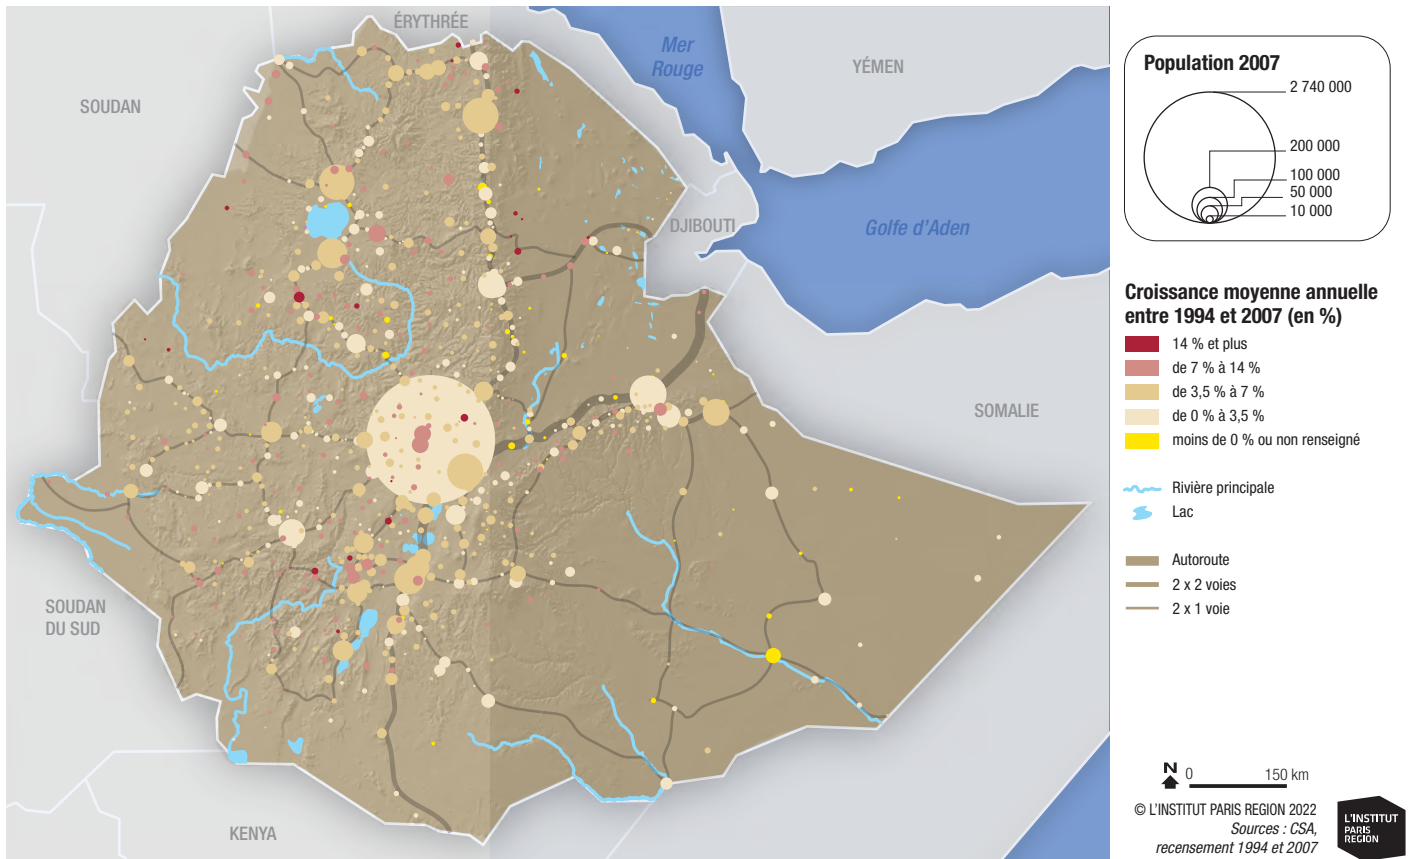 ÉRYTHRÉE
Mer
Rouge
YÉMEN
SOUDAN
DJIBOUTI
Golfe d'Aden
SOMALIE
SOUDAN
DU SUD
KENYA
Population 2007
2 740 000
200 000
100 000
50 000
10 000
Croissance moyenne annuelle
entre 1994 et 2007 (en %)
14 % et plus
de 7 % à 14 %
de 3,5 % à 7 %
de 0 % à 3,5 %
moins de 0 % ou non renseigné
Rivière principale
Lac
Autoroute
2 x 2 voies
2 x 1 voie
N
0 150 km
© L'INSTITUT PARIS REGION 2022
Sources : CSA,
recensement 1994 et 2007
L'INSTITUT
PARIS
REGION